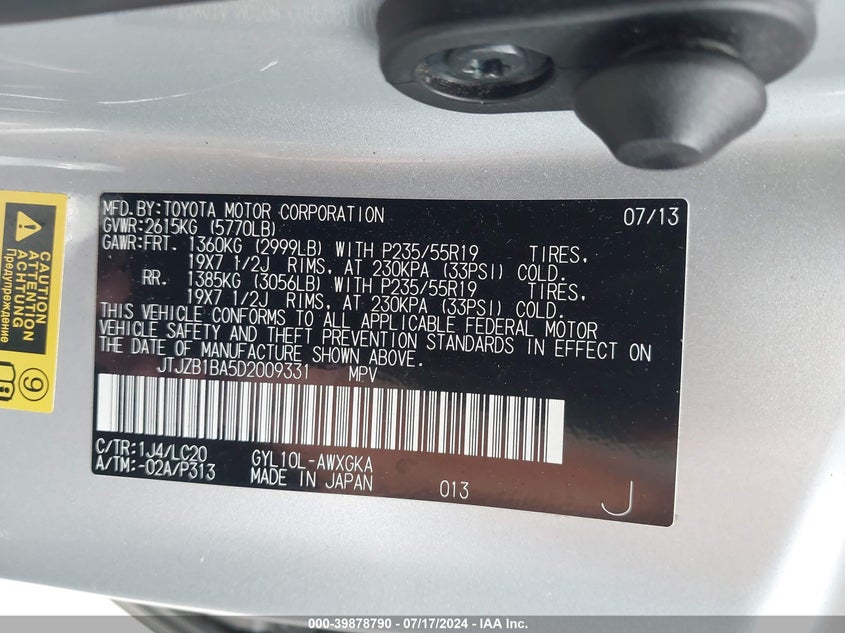 MFD.BY:TOYOTA MOTOR CORPORATION 07/13
GVWR:2615KG (5770LB)
GAWR:FRT. 1360KG (2999LB) WITH P235/55R19 TIRES,
19X7 1/2J RIMS, AT 230KPA (33PSI) COLD.
RR. 1385KG (3056LB) WITH P235/55R19 TIRES,
19X7 1/2J RIMS, AT 230KPA (33PSI) COLD.
THIS VEHICLE CONFORMS TO ALL APPLICABLE FEDERAL MOTOR
VEHICLE SAFETY AND THEFT PREVENTION STANDARDS IN EFFECT ON
THE DATE OF MANUFACTURE SHOWN ABOVE.
JTJZB1BA5D2009331 MPV
C/TR:1J4/LC20 GYL10L-AWXGKA
A/TM:-02A/P313 MADE IN JAPAN 013 J
CAUTION
ATTENTION
ACHTUNG
Предупреждение
9
000-39878790 - 07/17/2024 - IAA Inc.